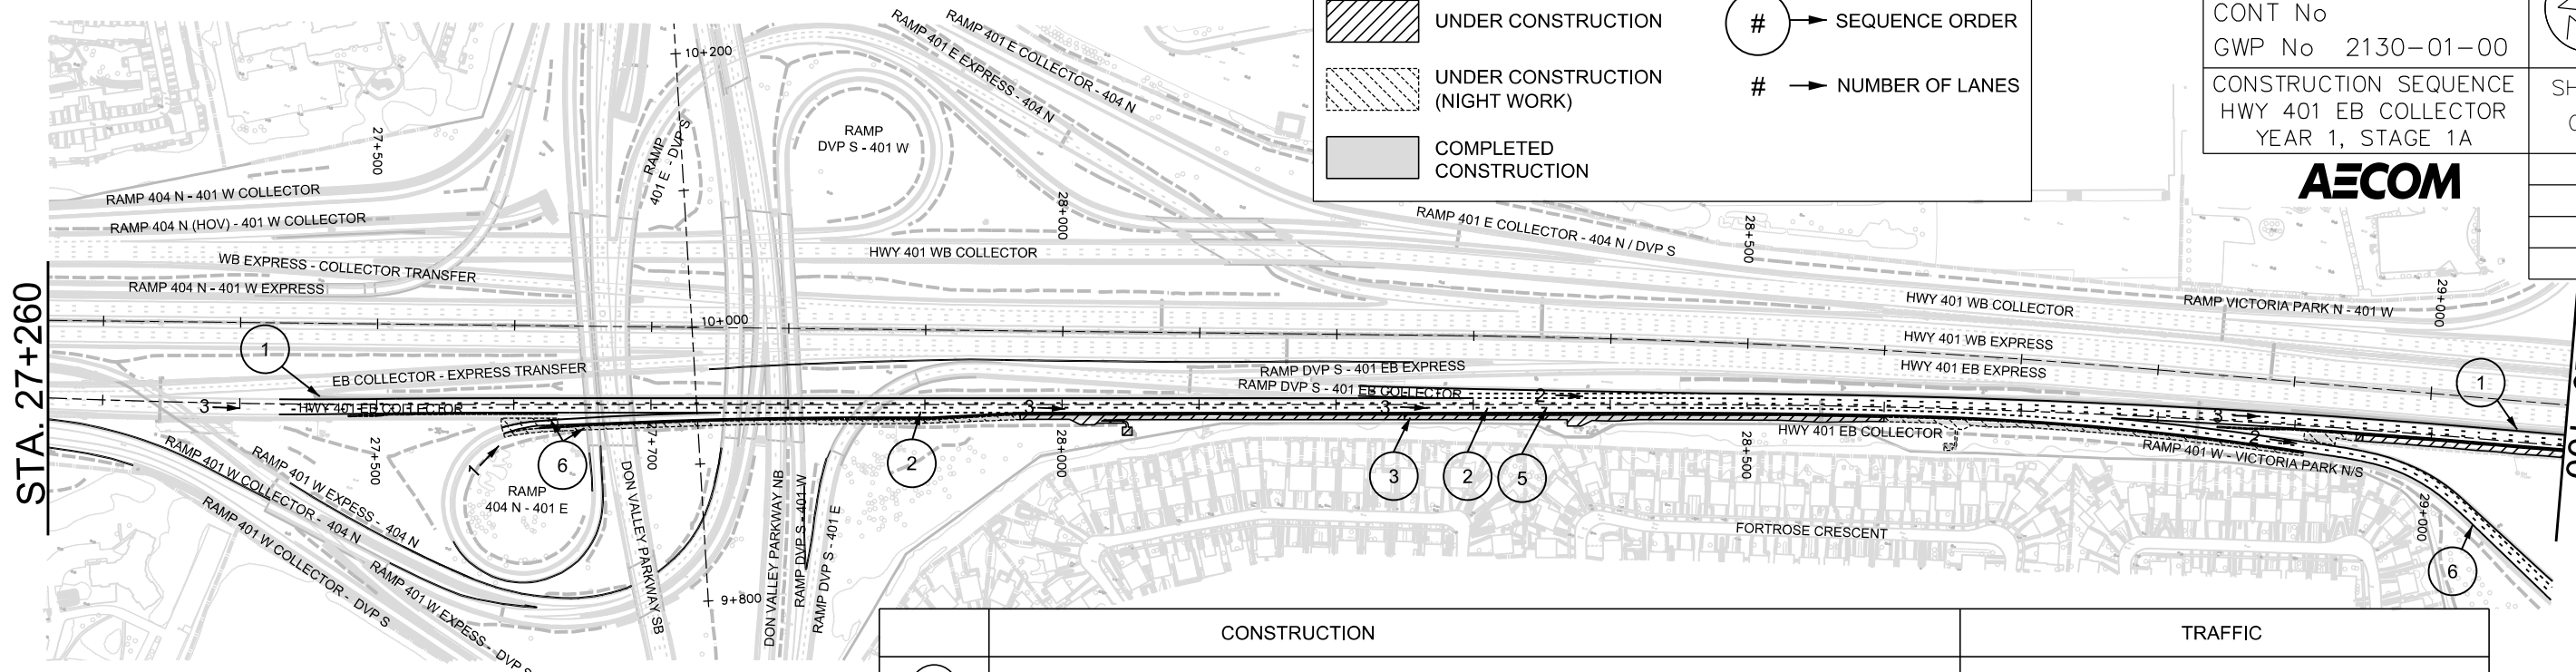 UNDER CONSTRUCTION
UNDER CONSTRUCTION
(NIGHT WORK)
COMPLETED
CONSTRUCTION
# SEQUENCE ORDER
# NUMBER OF LANES
CONT No
GWP No 2130-01-00
CONSTRUCTION SEQUENCE
HWY 401 EB COLLECTOR
YEAR 1, STAGE 1A
SH
AECOM
RAMP 401 E EXPRESS - 404 N
RAMP 401 E COLLECTOR - 404 N
10+200
RAMP
DVP S - 401 W
RAMP
401 E - DVP S
27+500
28+000
28+500
29+000
RAMP 404 N - 401 W COLLECTOR
RAMP 404 N (HOV) - 401 W COLLECTOR
RAMP 401 E COLLECTOR - 404 N / DVP S
HWY 401 WB COLLECTOR
WB EXPRESS - COLLECTOR TRANSFER
RAMP 404 N - 401 W EXPRESS
HWY 401 WB COLLECTOR
RAMP VICTORIA PARK N - 401 W
STA. 27+260
10+000
HWY 401 WB EXPRESS
1
EB COLLECTOR - EXPRESS TRANSFER
RAMP DVP S - 401 EB EXPRESS
HWY 401 EB EXPRESS
1
RAMP DVP S - 401 EB COLLECTOR
2
3
HWY 401 EB COLLECTOR
3
3
3
1
2
HWY 401 EB COLLECTOR
RAMP 401 W - VICTORIA PARK N/S
27+500
27+700
28+000
28+500
29+000
1
6
2
3
2
5
6
RAMP
404 N - 401 E
RAMP 401 W EXPRESS - 404 N
RAMP 401 W COLLECTOR - 404 N
RAMP 401 W COLLECTOR - DVP S
RAMP 401 W EXPRESS - DVP S
DON VALLEY PARKWAY SB
DON VALLEY PARKWAY NB
RAMP DVP S - 401 W
RAMP DVP S - 401 E
9+800
FORTROSE CRESCENT
CONSTRUCTION TRAFFIC